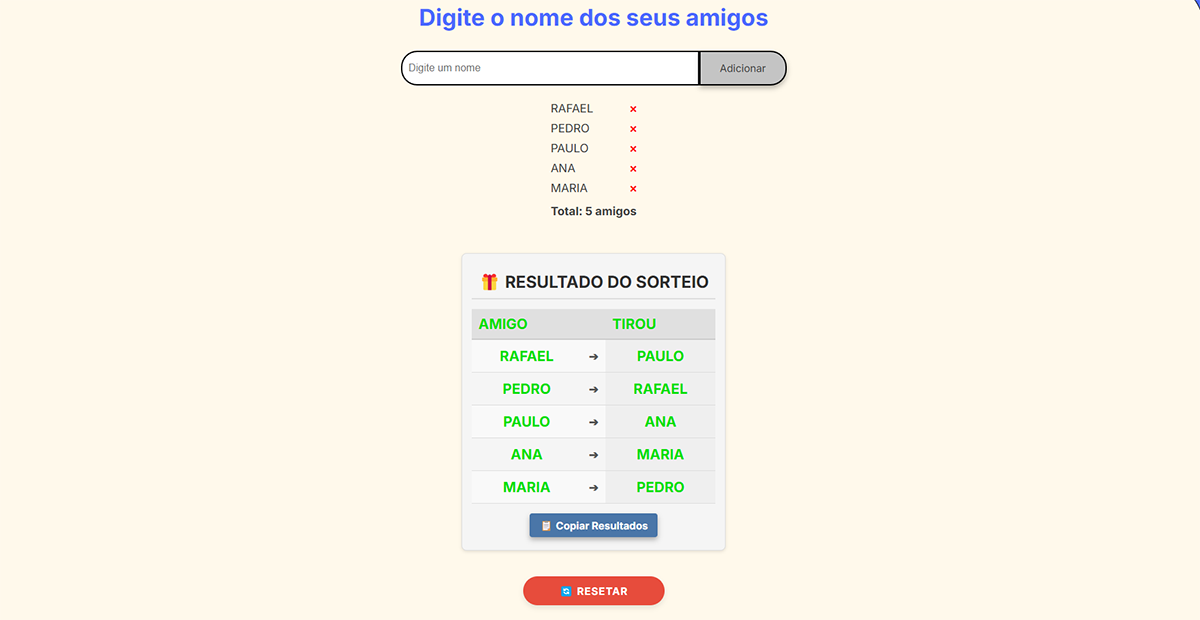 Digite o nome dos seus amigos
Digite um nome Adicionar
RAFAEL ×
PEDRO ×
PAULO ×
ANA ×
MARIA ×
Total: 5 amigos
🎁 RESULTADO DO SORTEIO
AMIGO TIROU
RAFAEL ➔ PAULO
PEDRO ➔ RAFAEL
PAULO ➔ ANA
ANA ➔ MARIA
MARIA ➔ PEDRO
📋 Copiar Resultados
🔄 RESETAR